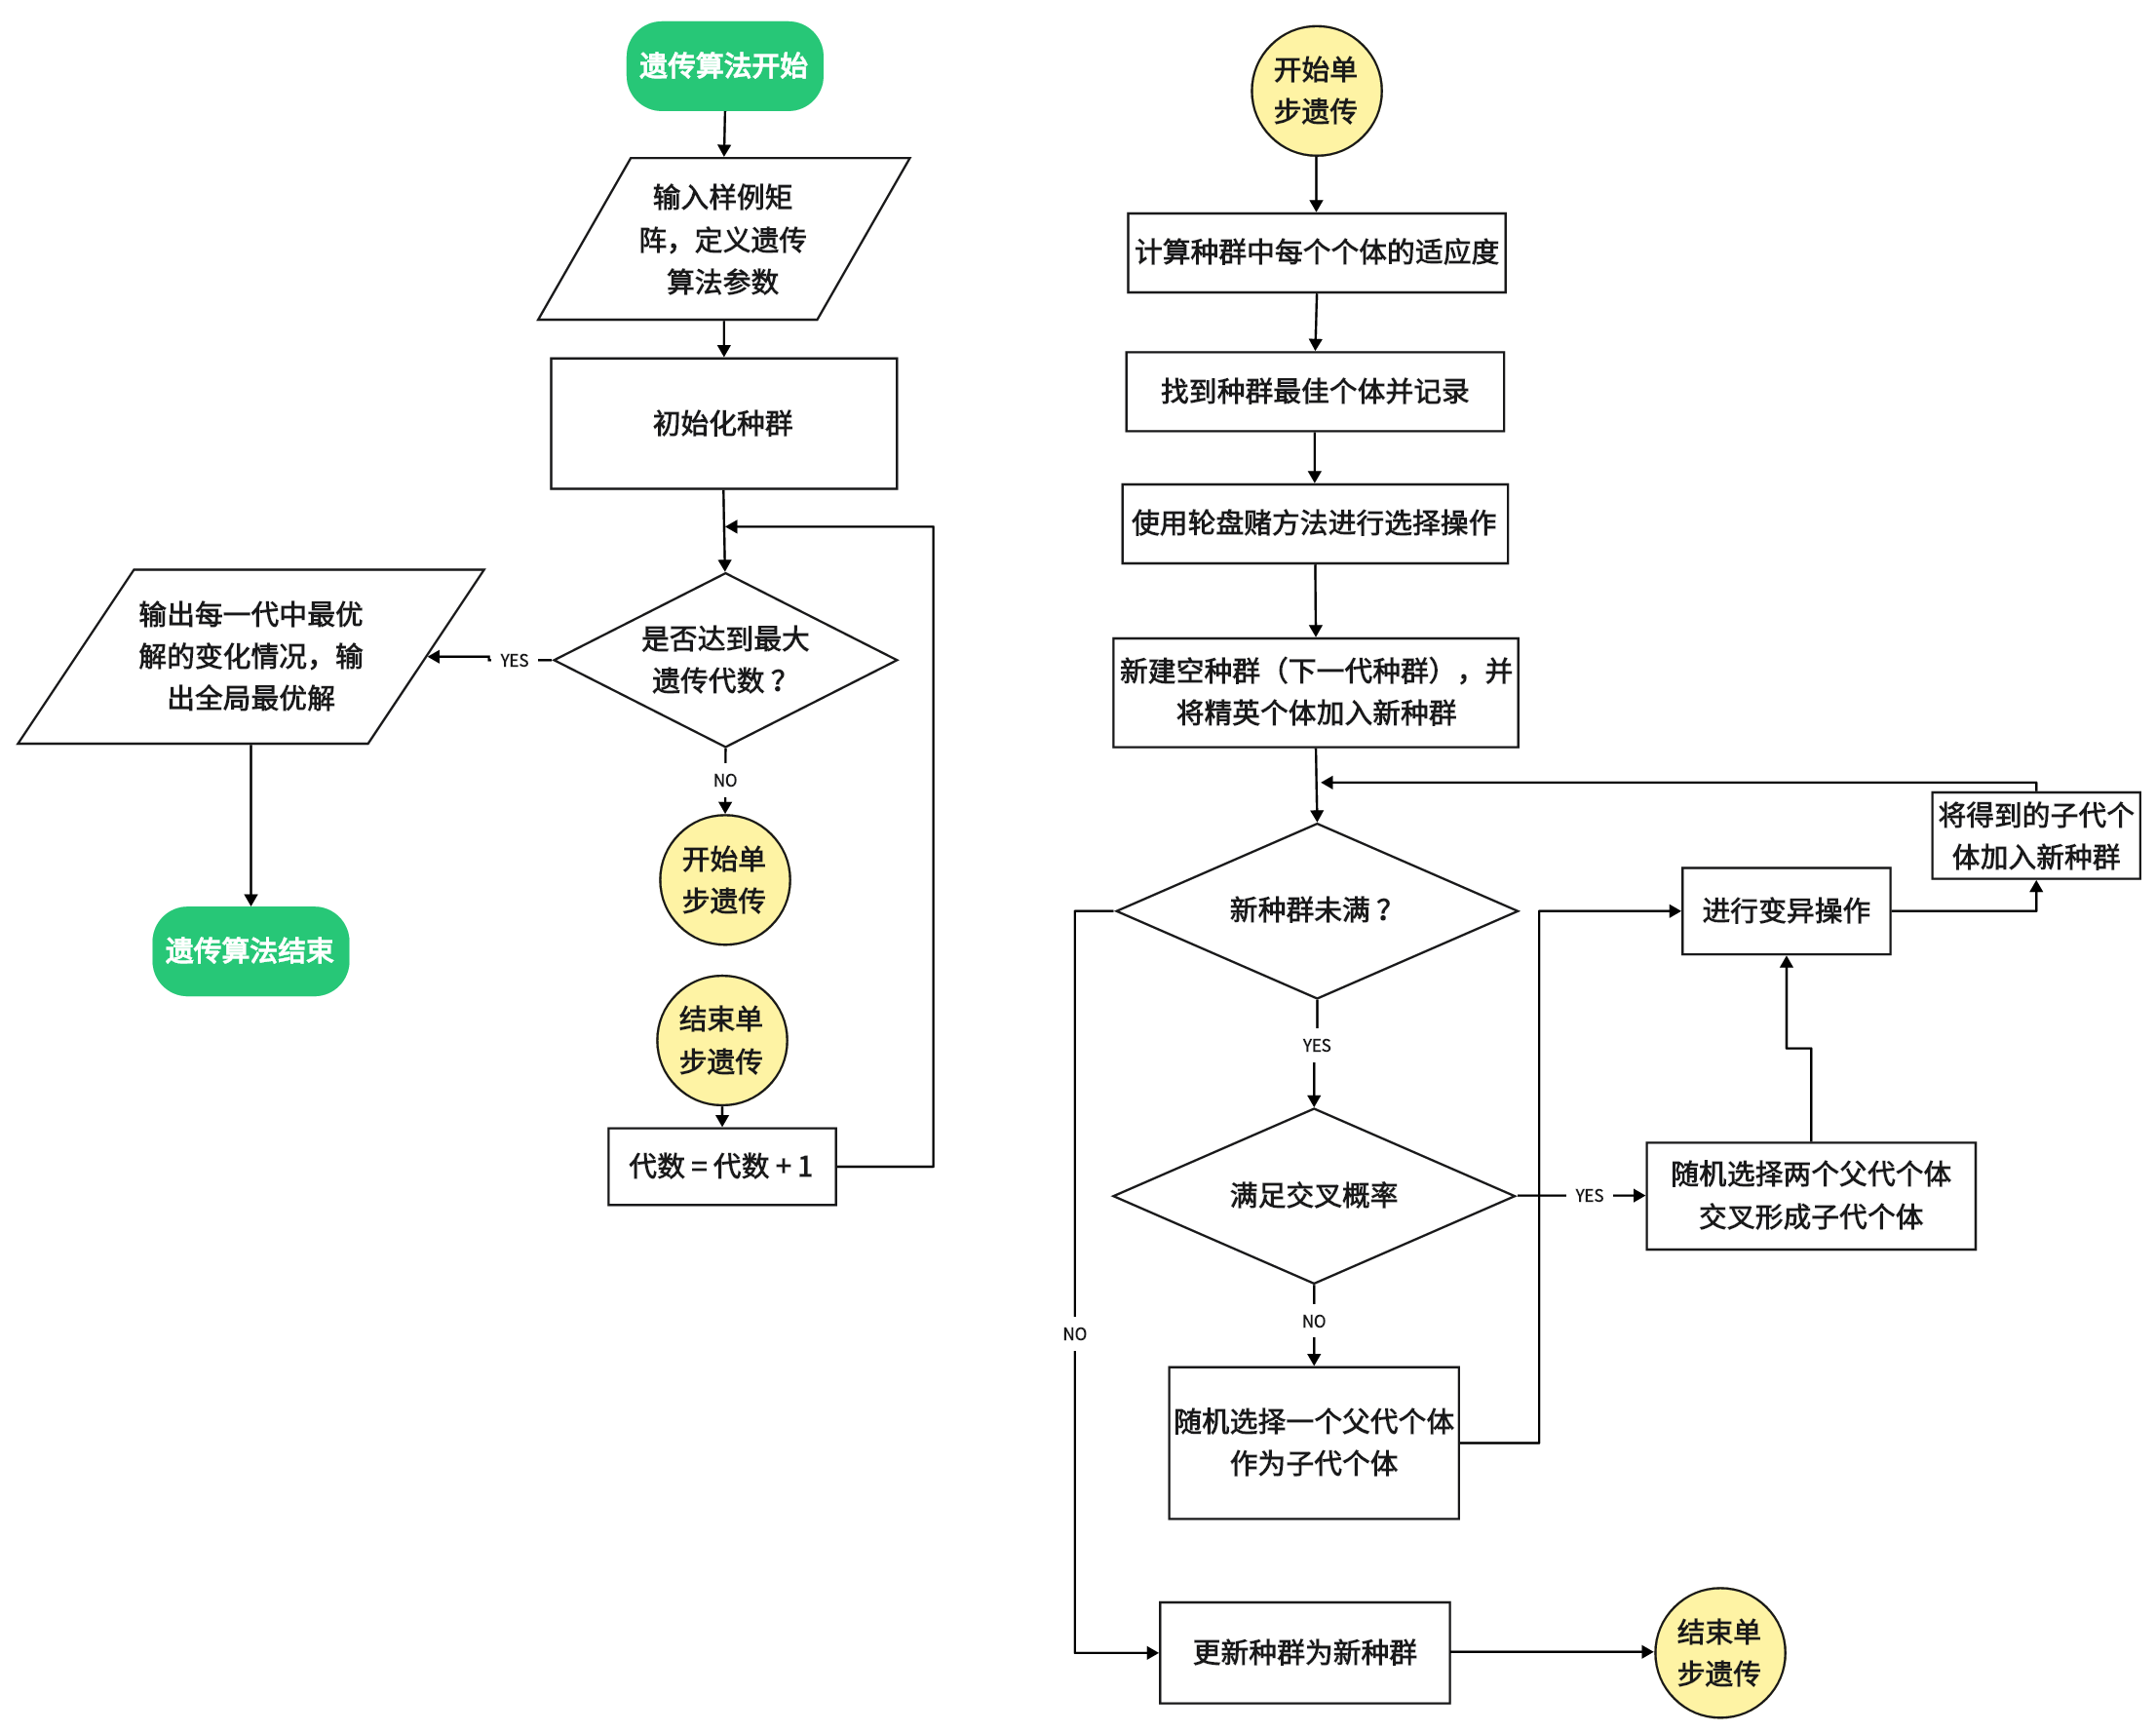 遗传算法开始
输入样例矩
阵，定义遗传
算法参数
初始化种群
是否达到最大
遗传代数？
YES
输出每一代中最优
解的变化情况，输
出全局最优解
遗传算法结束
NO
开始单
步遗传
结束单
步遗传
代数 = 代数 + 1
开始单
步遗传
计算种群中每个个体的适应度
找到种群最佳个体并记录
使用轮盘赌方法进行选择操作
新建空种群（下一代种群），并
将精英个体加入新种群
新种群未满？
YES
满足交叉概率
YES
随机选择两个父代个体
交叉形成子代个体
进行变异操作
将得到的子代个
体加入新种群
NO
随机选择一个父代个体
作为子代个体
NO
更新种群为新种群
结束单
步遗传